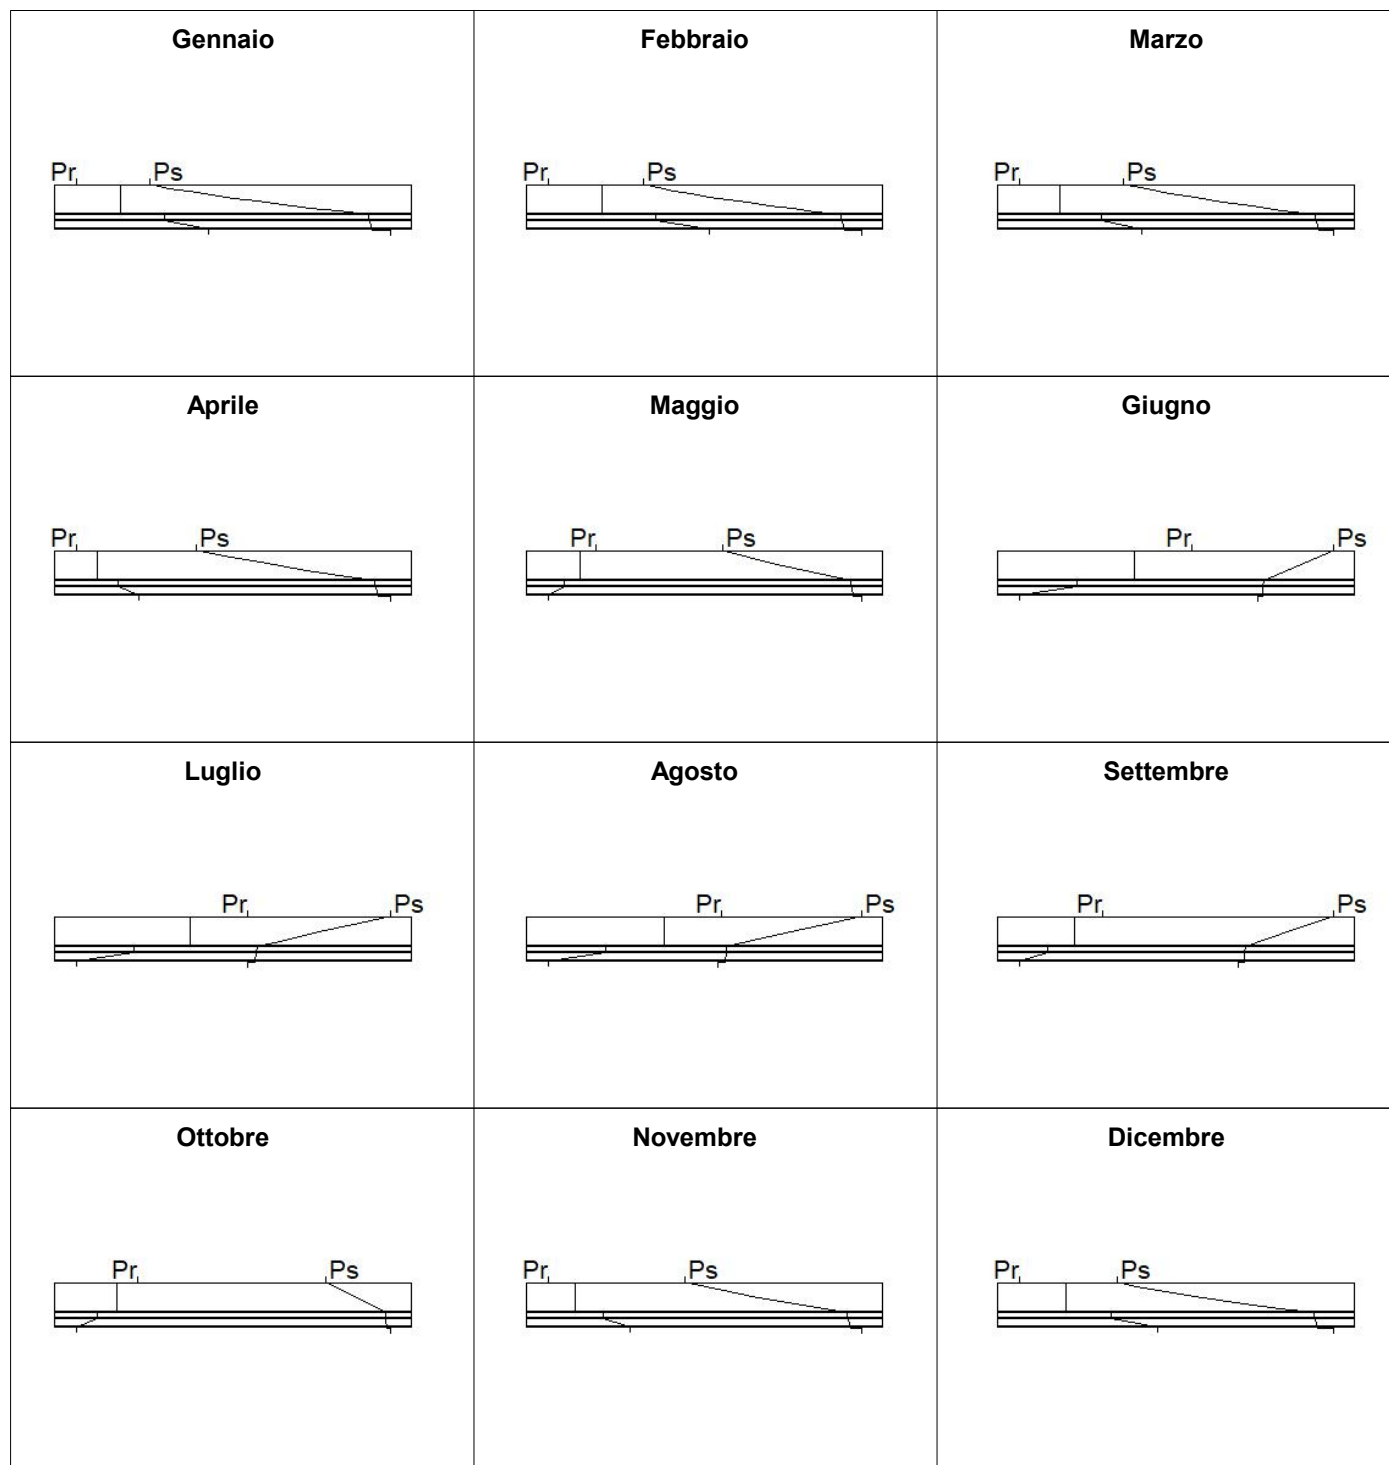 Gennaio
Febbraio
Marzo
Pr Ps
Pr Ps
Pr Ps
Aprile
Maggio
Giugno
Pr Ps
Pr Ps
Pr Ps
Luglio
Agosto
Settembre
Pr Ps
Pr Ps
Pr Ps
Ottobre
Novembre
Dicembre
Pr Ps
Pr Ps
Pr Ps